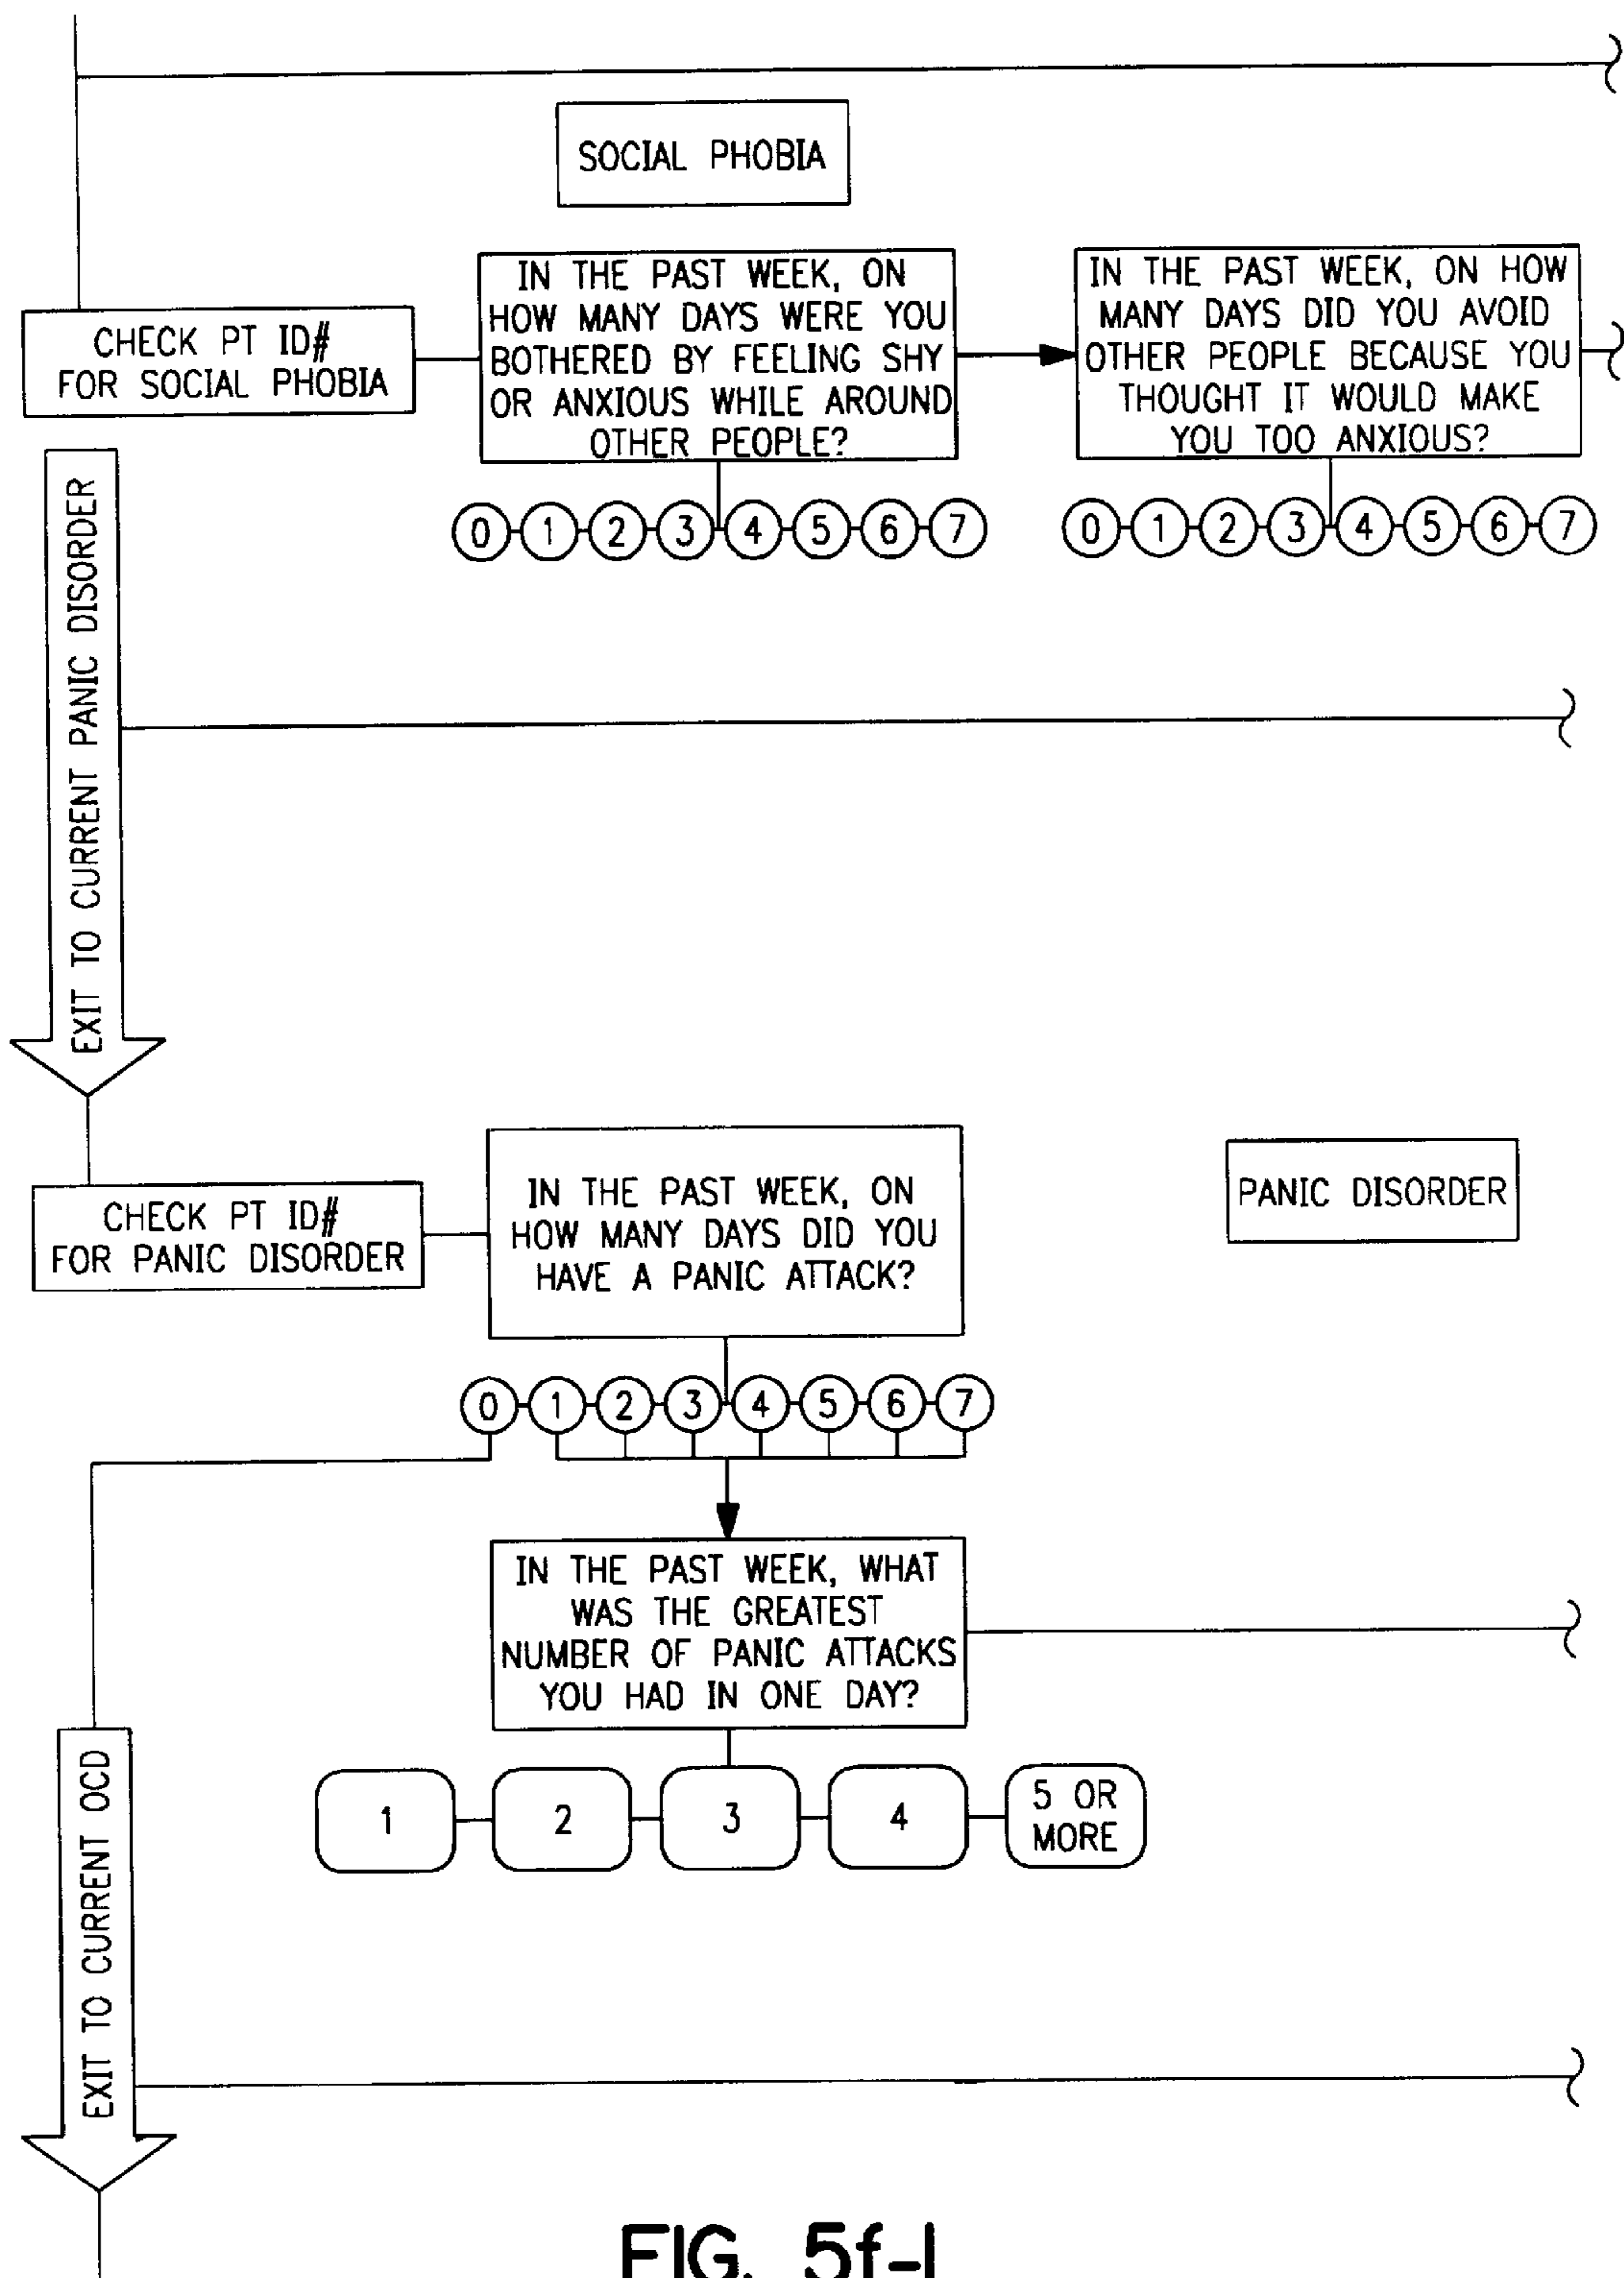 SOCIAL PHOBIA
CHECK PT ID#
FOR SOCIAL PHOBIA
IN THE PAST WEEK, ON
HOW MANY DAYS WERE YOU
BOTHERED BY FEELING SHY
OR ANXIOUS WHILE AROUND
OTHER PEOPLE?
0 1 2 3 4 5 6 7
IN THE PAST WEEK, ON HOW
MANY DAYS DID YOU AVOID
OTHER PEOPLE BECAUSE YOU
THOUGHT IT WOULD MAKE
YOU TOO ANXIOUS?
0 1 2 3 4 5 6 7
EXIT TO CURRENT PANIC DISORDER
PANIC DISORDER
CHECK PT ID#
FOR PANIC DISORDER
IN THE PAST WEEK, ON
HOW MANY DAYS DID YOU
HAVE A PANIC ATTACK?
0 1 2 3 4 5 6 7
IN THE PAST WEEK, WHAT
WAS THE GREATEST
NUMBER OF PANIC ATTACKS
YOU HAD IN ONE DAY?
1 2 3 4 5 OR
MORE
EXIT TO CURRENT OCD
FIG. 5f-1